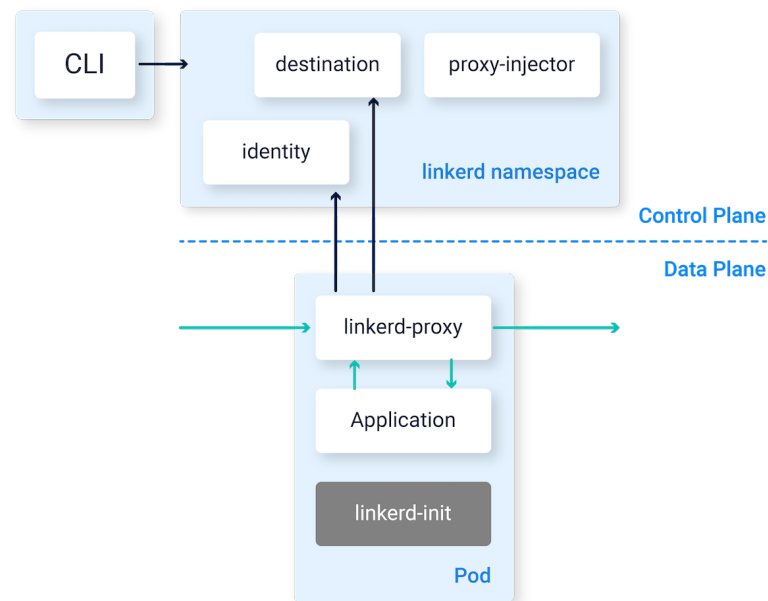 CLI
destination
proxy-injector
identity
linkerd namespace
Control Plane
Data Plane
linkerd-proxy
Application
linkerd-init
Pod